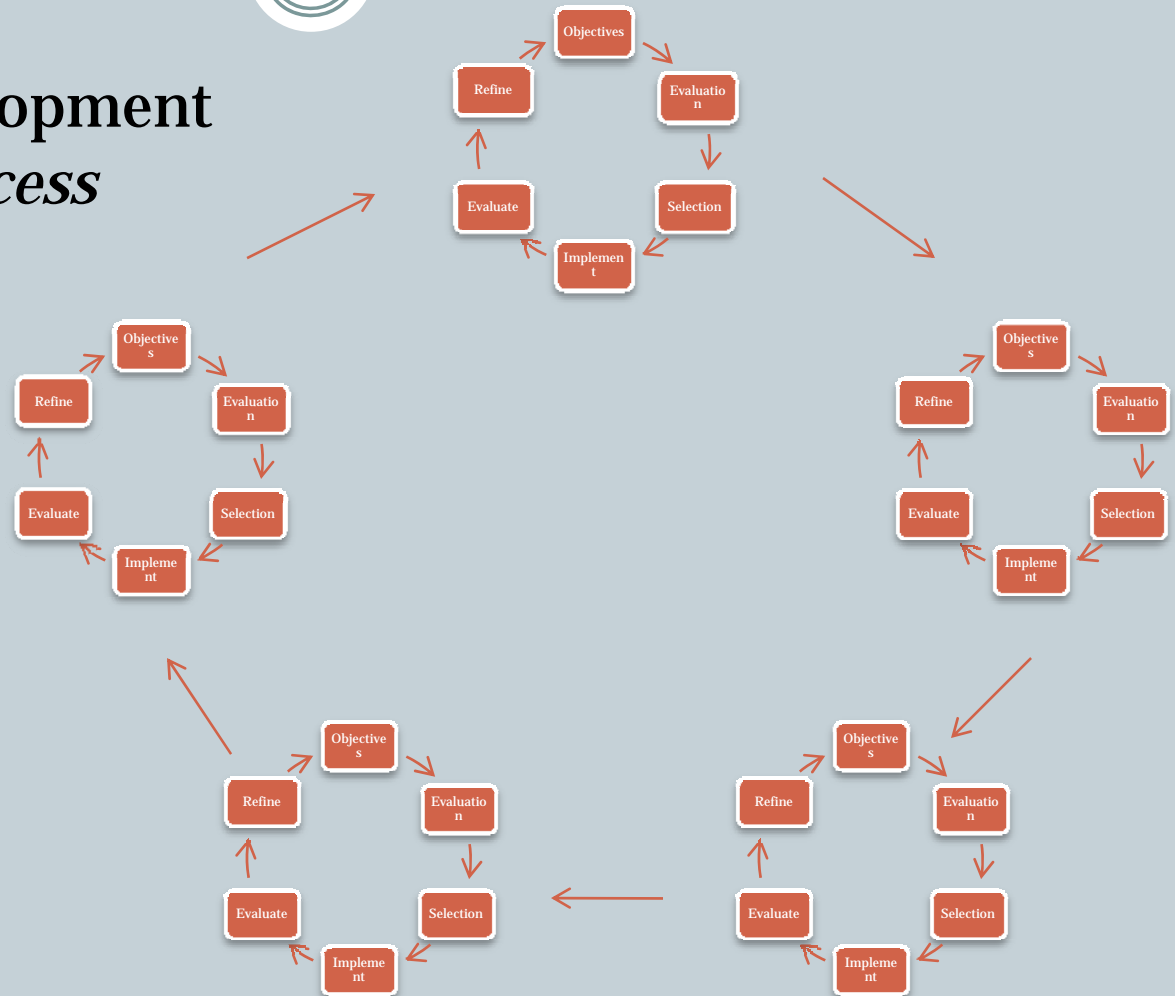 lopment
cess
Objectives
Evaluatio
n
Selection
Implemen
t
Evaluate
Refine
Objective
s
Evaluatio
n
Selection
Impleme
nt
Evaluate
Refine
Objective
s
Evaluatio
n
Selection
Impleme
nt
Evaluate
Refine
Objective
s
Evaluatio
n
Selection
Impleme
nt
Evaluate
Refine
Objective
s
Evaluatio
n
Selection
Impleme
nt
Evaluate
Refine